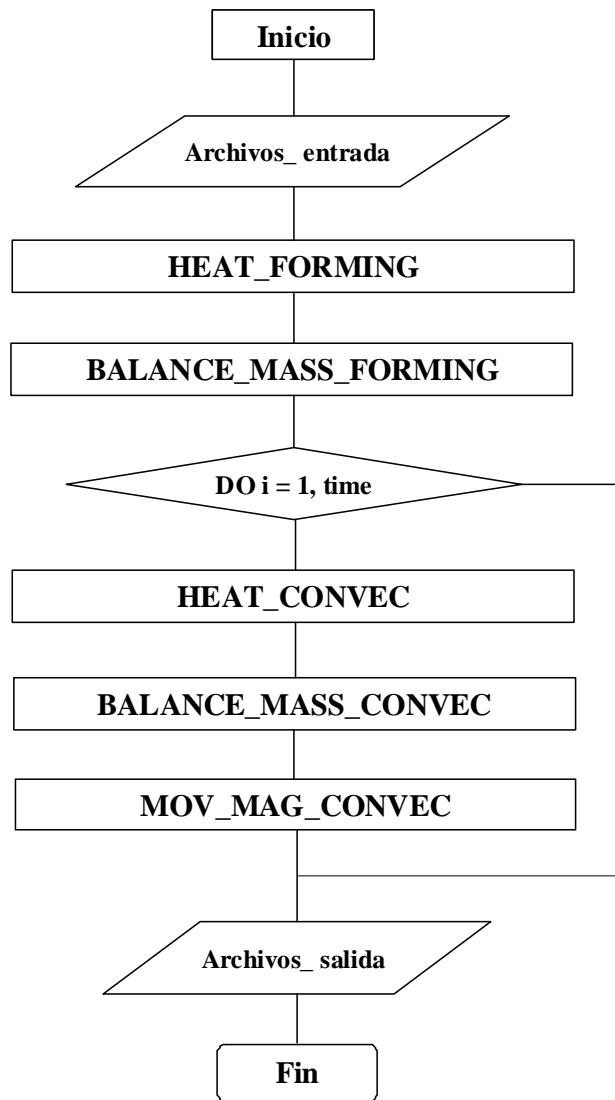 Inicio
Archivos_ entrada
HEAT_FORMING
BALANCE_MASS_FORMING
DO i = 1, time
HEAT_CONVEC
BALANCE_MASS_CONVEC
MOV_MAG_CONVEC
Archivos_ salida
Fin